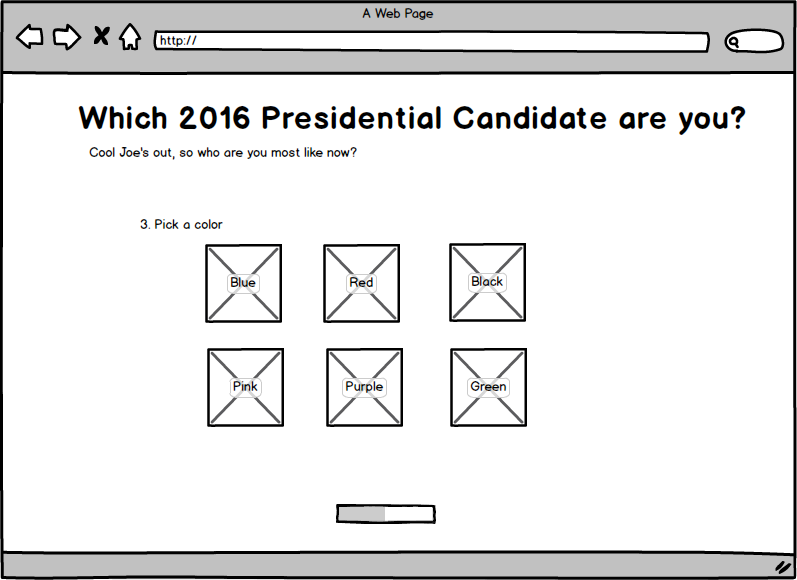 A Web Page
http://
Which 2016 Presidential Candidate are you?
Cool Joe's out, so who are you most like now?
3. Pick a color
Blue Red Black
Pink Purple Green